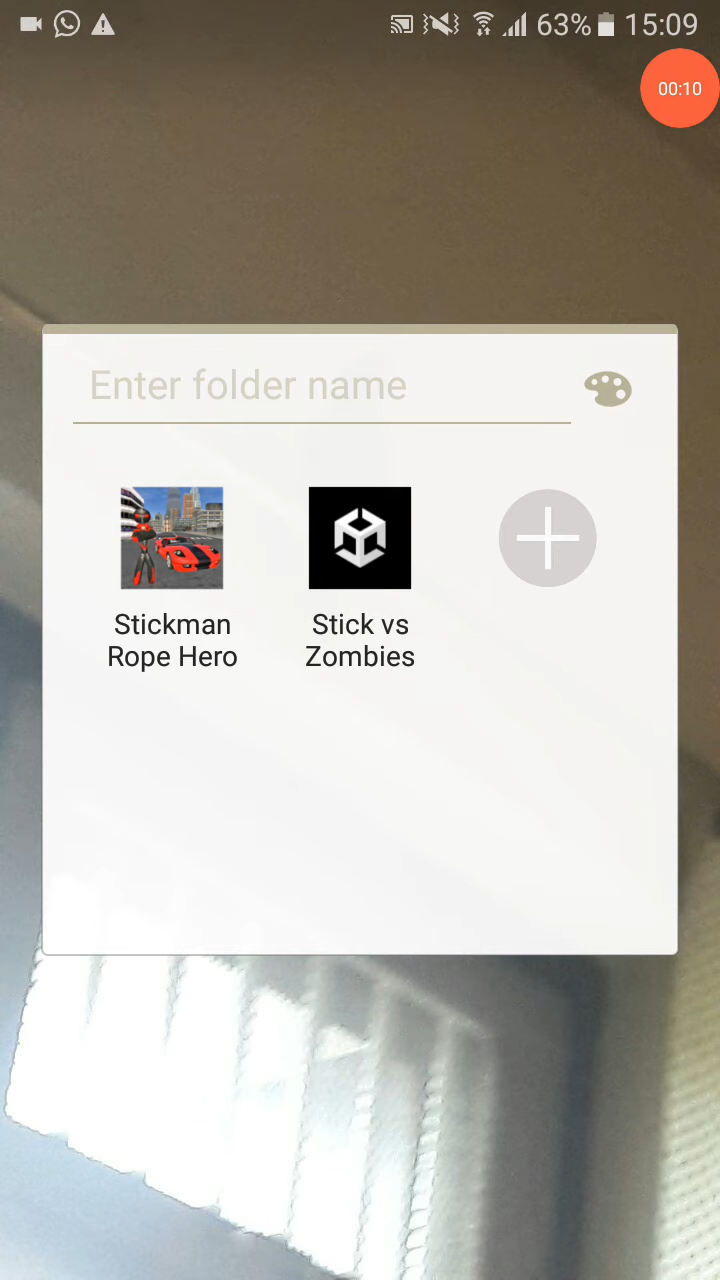 63% 15:09
00:10
Enter folder name
Stickman
Rope Hero
Stick vs
Zombies